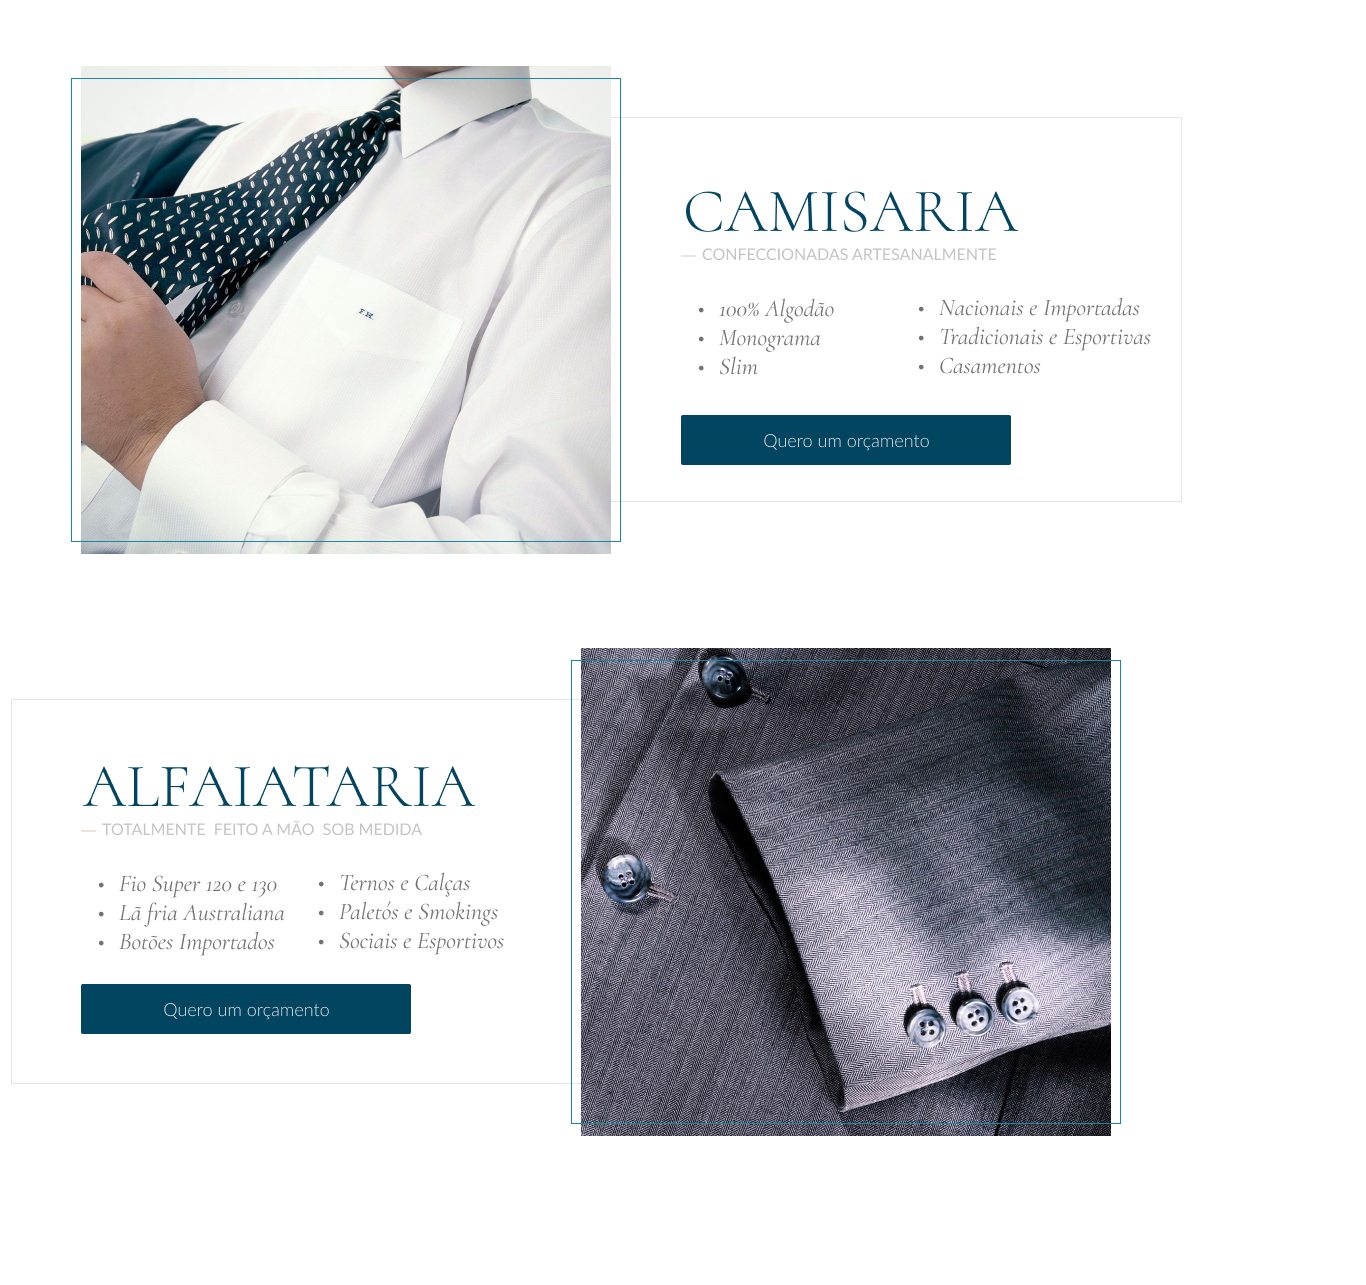 CAMISARIA
— CONFECCIONADAS ARTESANALMENTE
• 100% Algodão
• Monograma
• Slim
• Nacionais e Importadas
• Tradicionais e Esportivas
• Casamentos
Quero um orçamento
ALFAIATARIA
— TOTALMENTE FEITO A MÃO SOB MEDIDA
• Fio Super 120 e 130
• Lã fria Australiana
• Botões Importados
• Ternos e Calças
• Paletós e Smokings
• Sociais e Esportivos
Quero um orçamento